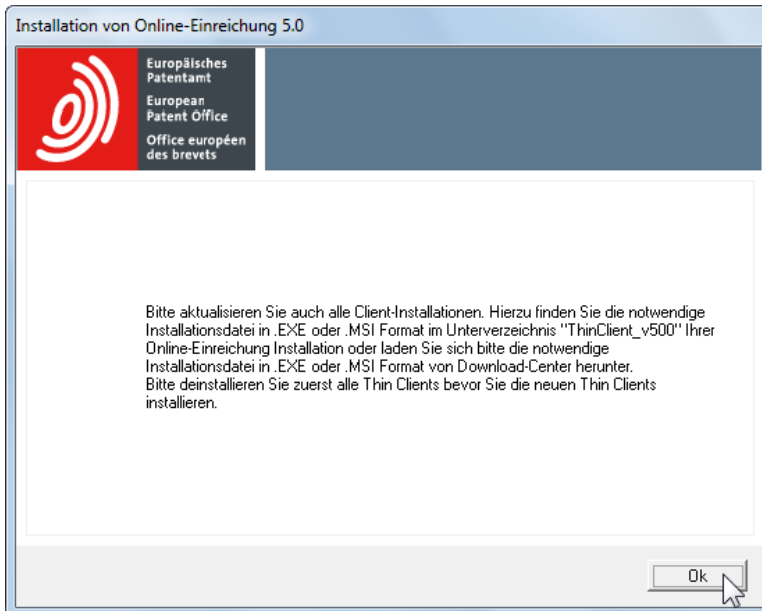 Installation von Online-Einreichung 5.0
Europäisches
Patentamt
European
Patent Office
Office européen
des brevets
Bitte aktualisieren Sie auch alle Client-Installationen. Hierzu finden Sie die notwendige
Installationsdatei in .EXE oder .MSI Format im Unterverzeichnis "ThinClient_v500" Ihrer
Online-Einreichung Installation oder laden Sie sich bitte die notwendige
Installationsdatei in .EXE oder .MSI Format von Download-Center herunter.
Bitte deinstallieren Sie zuerst alle Thin Clients bevor Sie die neuen Thin Clients
installieren.
Ok